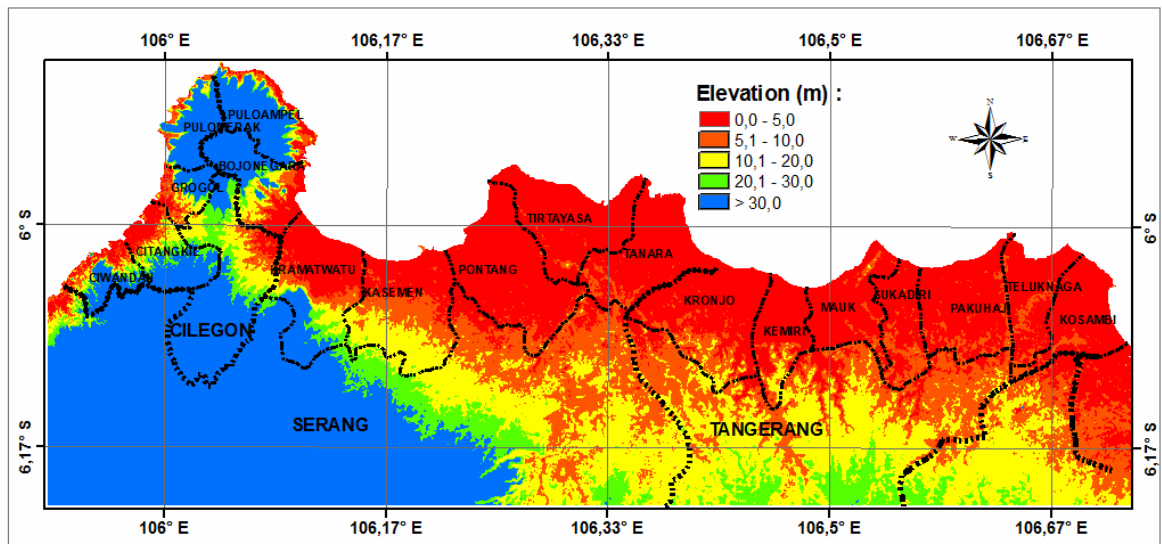 106° E 106,17° E 106,33° E 106,5° E 106,67° E
Elevation (m) :
0,0 - 5,0
5,1 - 10,0
10,1 - 20,0
20,1 - 30,0
> 30,0
N
W E
S
PULOAMPEL
PULOMERAK
BOJONEGARA
GROGOL
TIRTAYASA
6° S 6° S
CITANGKIL
TANARA
CIWANDAN
KRAMATWATU
PONTANG
KASEMEN
KRONJO
MAUK
SUKADIRI
PAKUHAJI
TELUKNAGA
KOSAMBI
KEMIRI
CILEGON
SERANG
TANGERANG
6,17° S 6,17° S
106° E 106,17° E 106,33° E 106,5° E 106,67° E